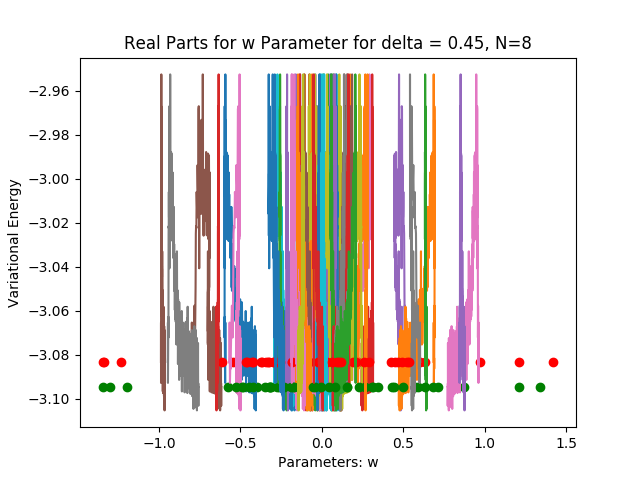 Real Parts for w Parameter for delta = 0.45, N=8
Variational Energy
−2.96
−2.98
−3.00
−3.02
−3.04
−3.06
−3.08
−3.10
−1.0 −0.5 0.0 0.5 1.0 1.5
Parameters: w